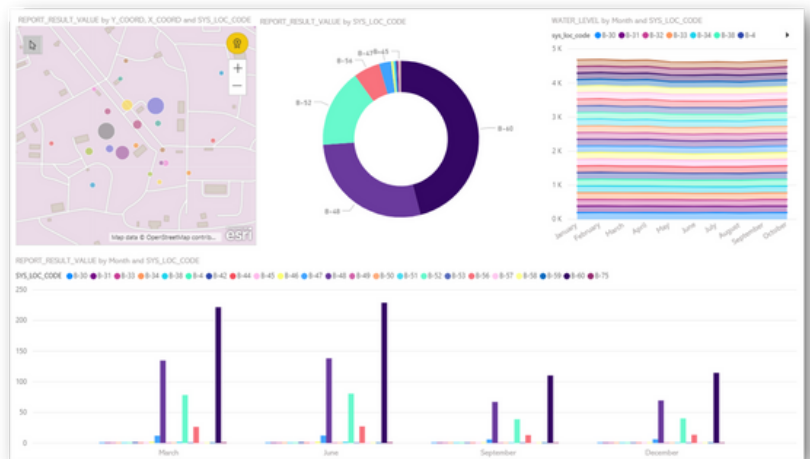 REPORT_RESULT_VALUE by Y_COORD, X_COORD and SYS_LOC_CODE
+
−
Map data © OpenStreetMap contrib...
esri
REPORT_RESULT_VALUE by SYS_LOC_CODE
B-47
B-45
B-56
B-52
B-48
B-60
WATER_LEVEL by Month and SYS_LOC_CODE
sys_loc_code B-30 B-31 B-32 B-33 B-34 B-38 B-4
5 K
4 K
3 K
2 K
1 K
0 K
January February March April May June July August September October
REPORT_RESULT_VALUE by Month and SYS_LOC_CODE
SYS_LOC_CODE B-30 B-31 B-33 B-34 B-38 B-4 B-42 B-44 B-45 B-46 B-47 B-48 B-49 B-50 B-51 B-52 B-53 B-56 B-57 B-58 B-59 B-60 B-75
250
200
150
100
50
0
March June September December